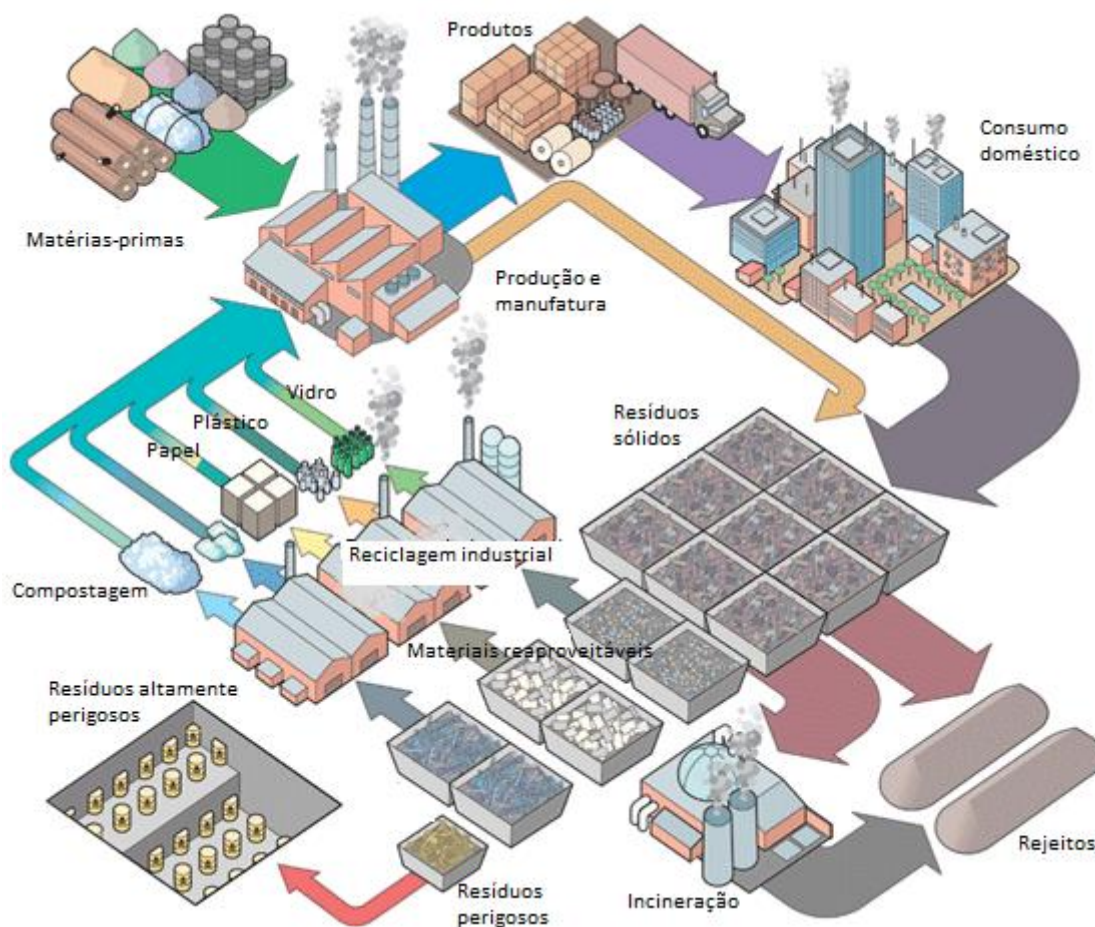 Produtos
Consumo
doméstico
Matérias-primas
Produção e
manufatura
Vidro
Plástico
Papel
Resíduos
sólidos
Reciclagem industrial
Compostagem
Materiais reaproveitáveis
Resíduos altamente
perigosos
Resíduos
perigosos
Incineração
Rejeitos